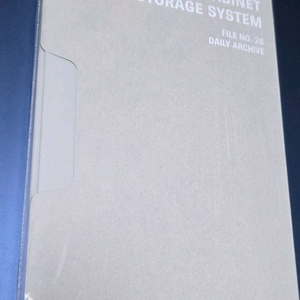 STORAGE SYSTEM
FILE NO. 26
DAILY ARCHIVE